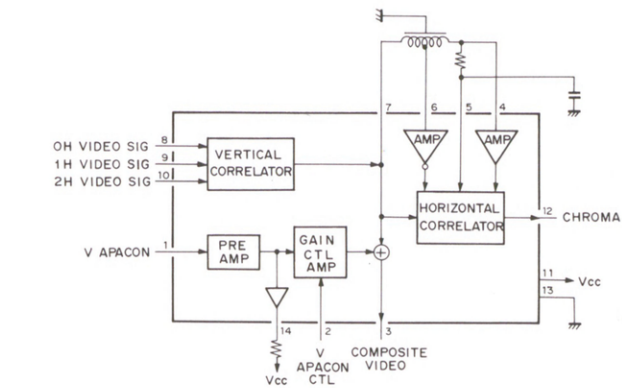 7
6
5
4
AMP
AMP
0H VIDEO SIG 8
1H VIDEO SIG 9
2H VIDEO SIG 10
VERTICAL
CORRELATOR
HORIZONTAL
CORRELATOR
12 CHROMA
V APACON 1
PRE
AMP
GAIN
CTL
AMP
11
Vcc
13
14
2
3
Vcc
V
APACON
CTL
COMPOSITE
VIDEO